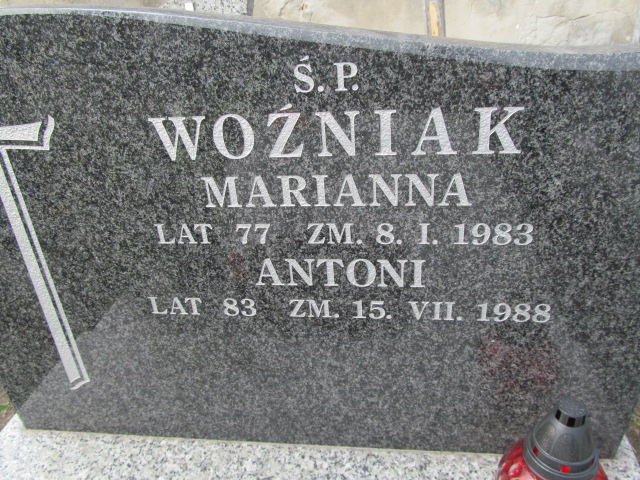 Ś.P.
WOŹNIAK
MARIANNA
LAT 77 ZM. 8. I. 1983
ANTONI
LAT 83 ZM. 15. VII. 1988